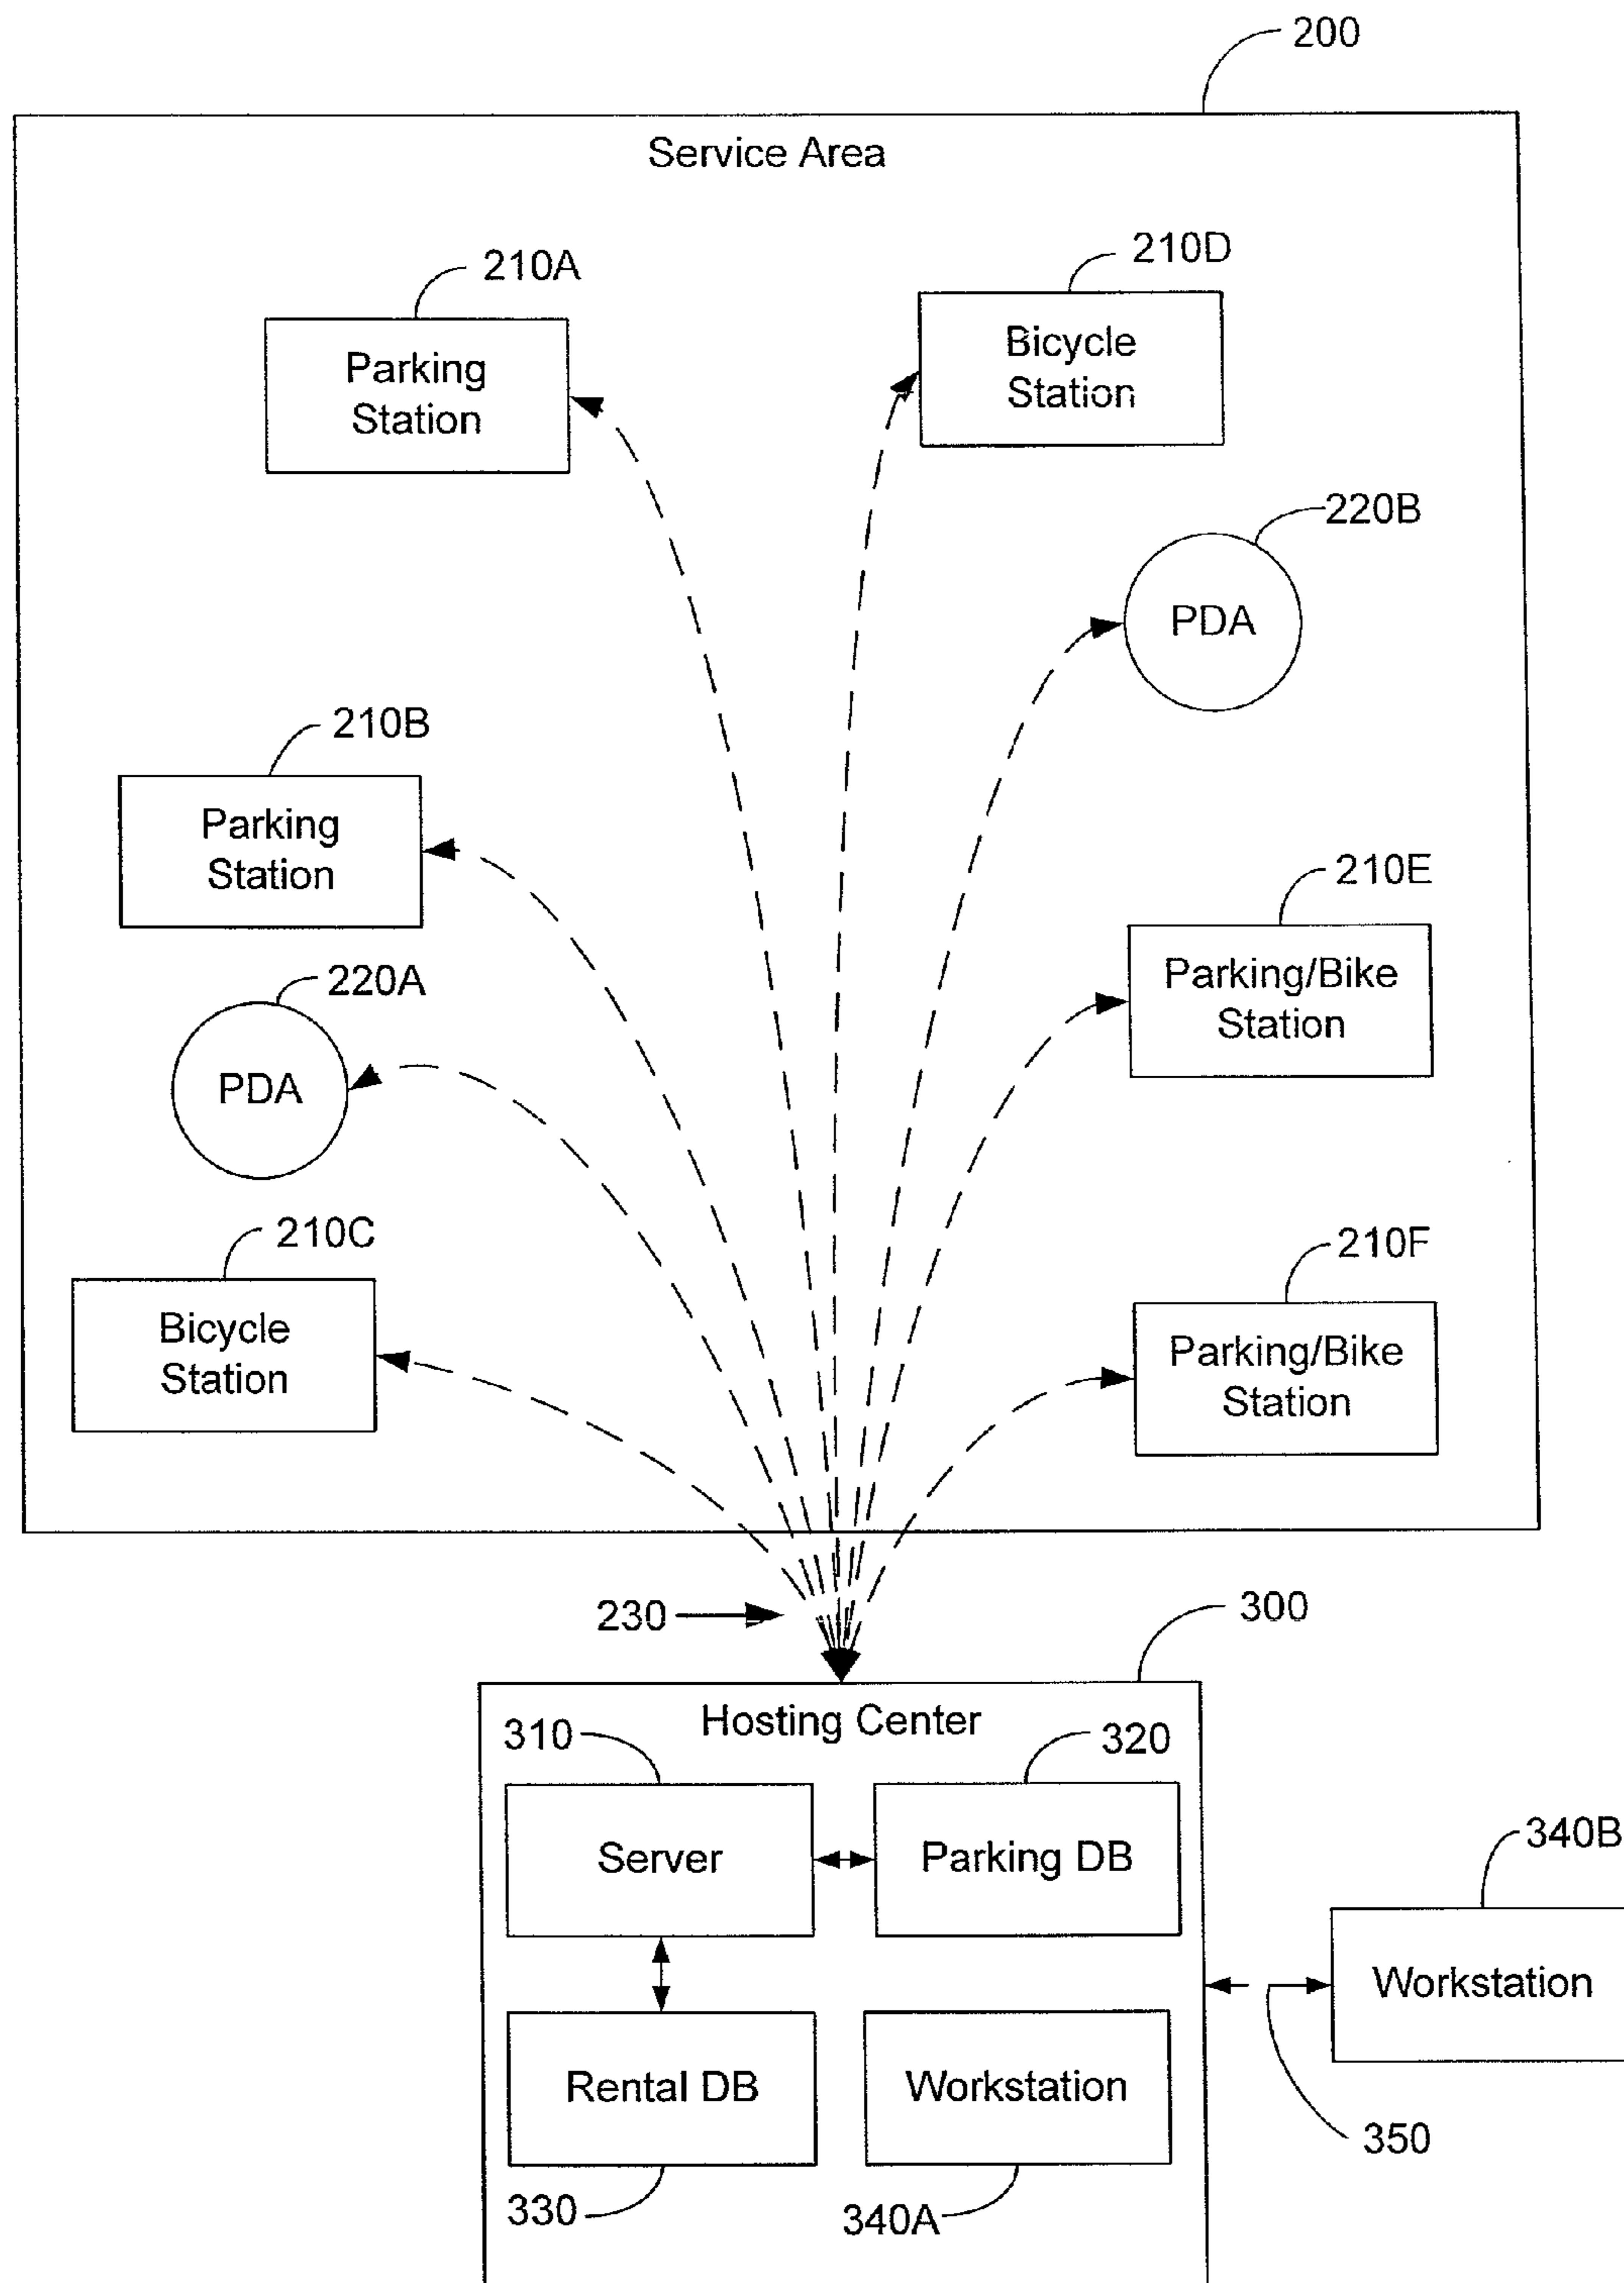 200
Service Area
210A
Parking
Station
210D
Bicycle
Station
220B
PDA
210B
Parking
Station
210E
Parking/Bike
Station
220A
PDA
210C
Bicycle
Station
210F
Parking/Bike
Station
230
300
Hosting Center
310
320
Server
Parking DB
340B
Workstation
Rental DB
Workstation
350
330
340A